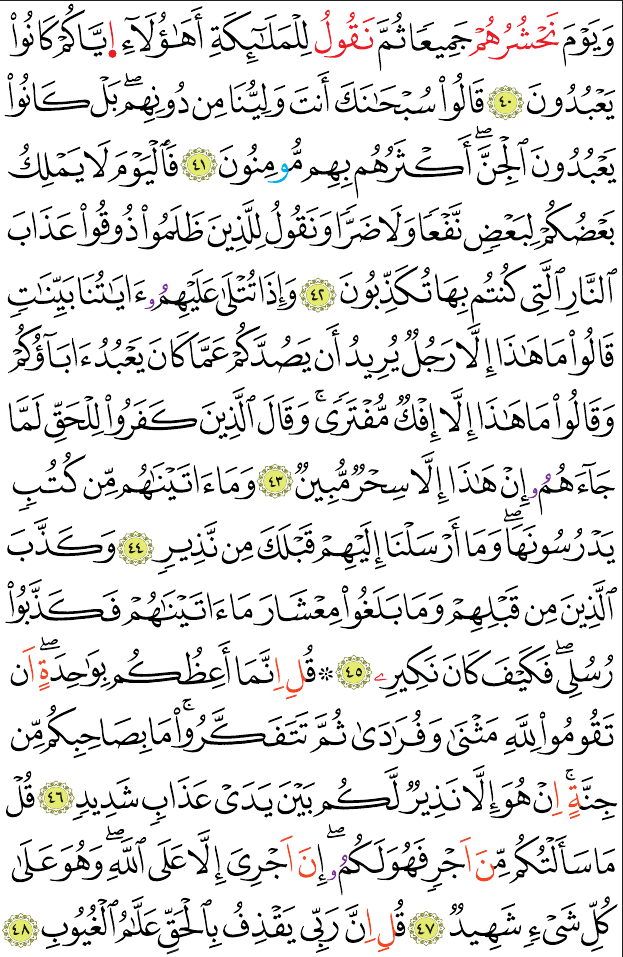 وَيَوْمَ نَحْشُرُهُمْ جَمِيعًا ثُمَّ نَقُولُ لِلْمَلَٰٓئِكَةِ أَهَٰٓؤُلَآءِ ا۪يَّاكُمْ كَانُوا۟
يَعْبُدُونَ ٤٠ قَالُوا۟ سُبْحَٰنَكَ أَنتَ وَلِيُّنَا مِن دُونِهِم ۖ بَلْ كَانُوا۟
يَعْبُدُونَ ٱلْجِنَّ ۖ أَكْثَرُهُم بِهِم مُّومِنُونَ ٤١ فَٱلْيَوْمَ لَا يَمْلِكُ
بَعْضُكُمْ لِبَعْضٍ نَّفْعًا وَلَا ضَرًّا وَنَقُولُ لِلَّذِينَ ظَلَمُوا۟ ذُوقُوا۟ عَذَابَ
ٱلنَّارِ ٱلَّتِى كُنتُم بِهَا تُكَذِّبُونَ ٤٢ وَإِذَا تُتْلَىٰ عَلَيْهِمُۥٓ ءَايَٰتُنَا بَيِّنَٰتٍ
قَالُوا۟ مَا هَٰذَا إِلَّا رَجُلٌ يُرِيدُ أَن يَصُدَّكُمْ عَمَّا كَانَ يَعْبُدُ ءَابَآؤُكُمْ
وَقَالُوا۟ مَا هَٰذَا إِلَّا إِفْكٌ مُّفْتَرًى ۚ وَقَالَ ٱلَّذِينَ كَفَرُوا۟ لِلْحَقِّ لَمَّا
جَآءَهُمُۥٓ إِنْ هَٰذَا إِلَّا سِحْرٌ مُّبِينٌ ٤٣ وَمَا ءَاتَيْنَٰهُم مِّن كُتُبٍ
يَدْرُسُونَهَا ۖ وَمَا أَرْسَلْنَا إِلَيْهِمْ قَبْلَكَ مِن نَّذِيرٍ ٤٤ وَكَذَّبَ
ٱلَّذِينَ مِن قَبْلِهِمْ وَمَا بَلَغُوا۟ مِعْشَارَ مَا ءَاتَيْنَٰهُمْ فَكَذَّبُوا۟
رُسُلِى ۖ فَكَيْفَ كَانَ نَكِيرِۦ ٤٥ ۞ قُلِ اِنَّمَا أَعِظُكُم بِوَٰحِدَةٍ ۖ اَن
تَقُومُوا۟ لِلَّهِ مَثْنَىٰ وَفُرَٰدَىٰ ثُمَّ تَتَفَكَّرُوا۟ ۚ مَا بِصَاحِبِكُم مِّن
جِنَّةٍ ۚ اِنْ هُوَ إِلَّا نَذِيرٌ لَّكُم بَيْنَ يَدَىْ عَذَابٍ شَدِيدٍ ٤٦ قُلْ
مَا سَأَلْتُكُم مِّنَ اَجْرٍ فَهُوَ لَكُمُۥٓ ۖ إِنَ اَجْرِىَ إِلَّا عَلَى ٱللَّهِ ۖ وَهُوَ عَلَىٰ
كُلِّ شَىْءٍ شَهِيدٌ ٤٧ قُلِ اِنَّ رَبِّى يَقْذِفُ بِٱلْحَقِّ عَلَّٰمُ ٱلْغُيُوبِ ٤٨